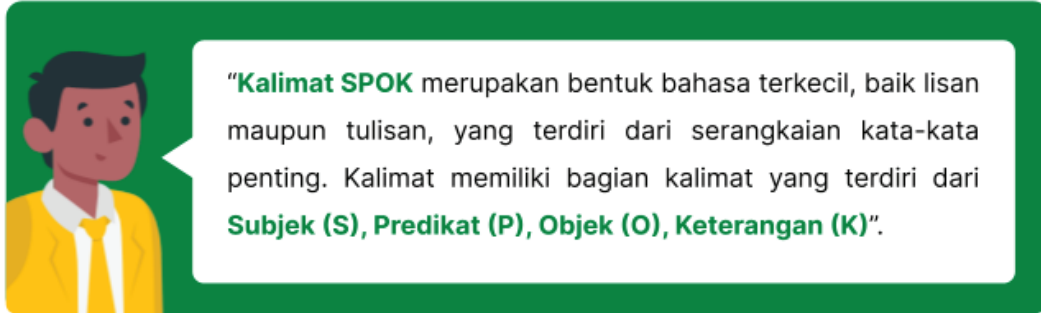 “Kalimat SPOK merupakan bentuk bahasa terkecil, baik lisan
maupun tulisan, yang terdiri dari serangkaian kata-kata
penting. Kalimat memiliki bagian kalimat yang terdiri dari
Subjek (S), Predikat (P), Objek (O), Keterangan (K)”.